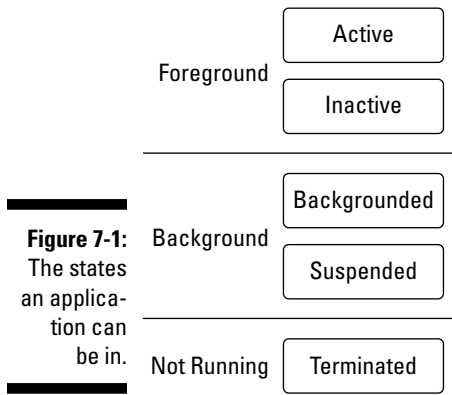 Active
Foreground
Inactive
Backgrounded
Background
Suspended
Not Running
Terminated
Figure 7-1:
The states
an applica-
tion can
be in.